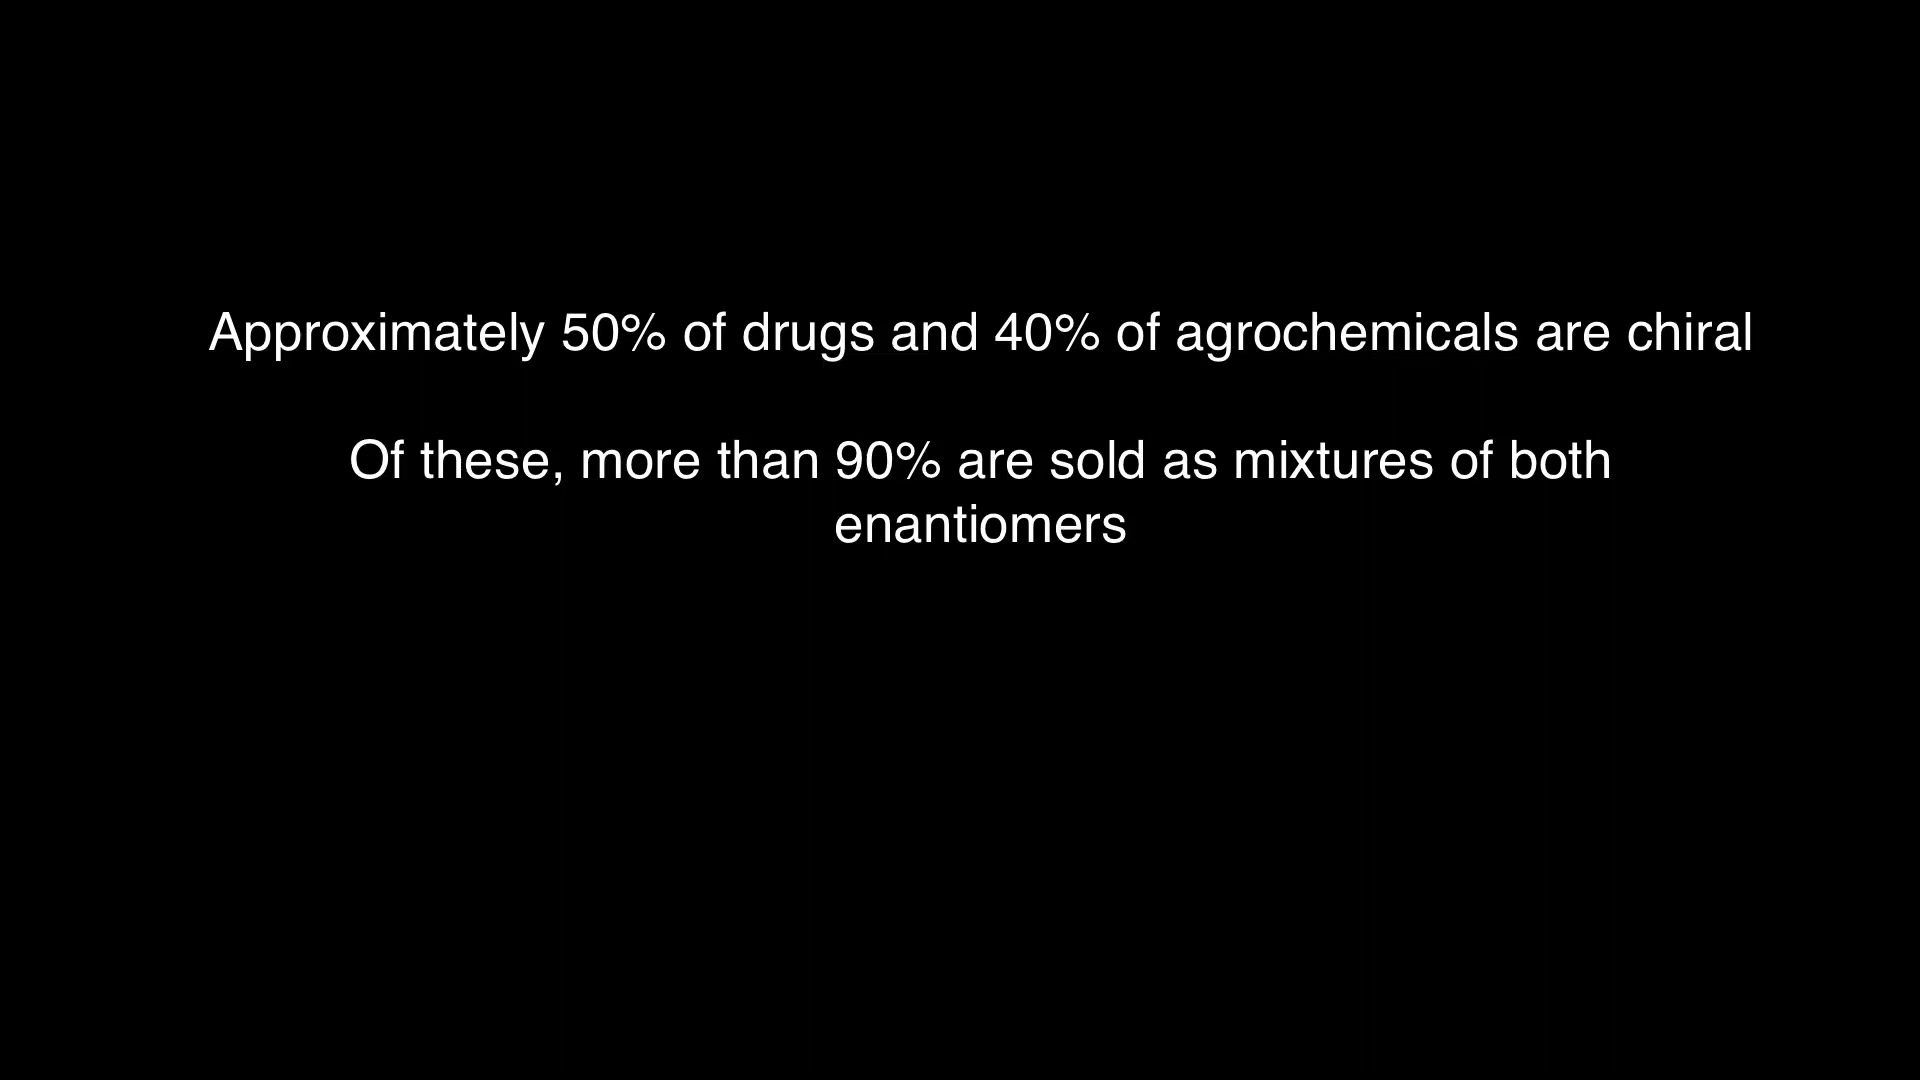 Approximately 50% of drugs and 40% of agrochemicals are chiral
Of these, more than 90% are sold as mixtures of both
enantiomers